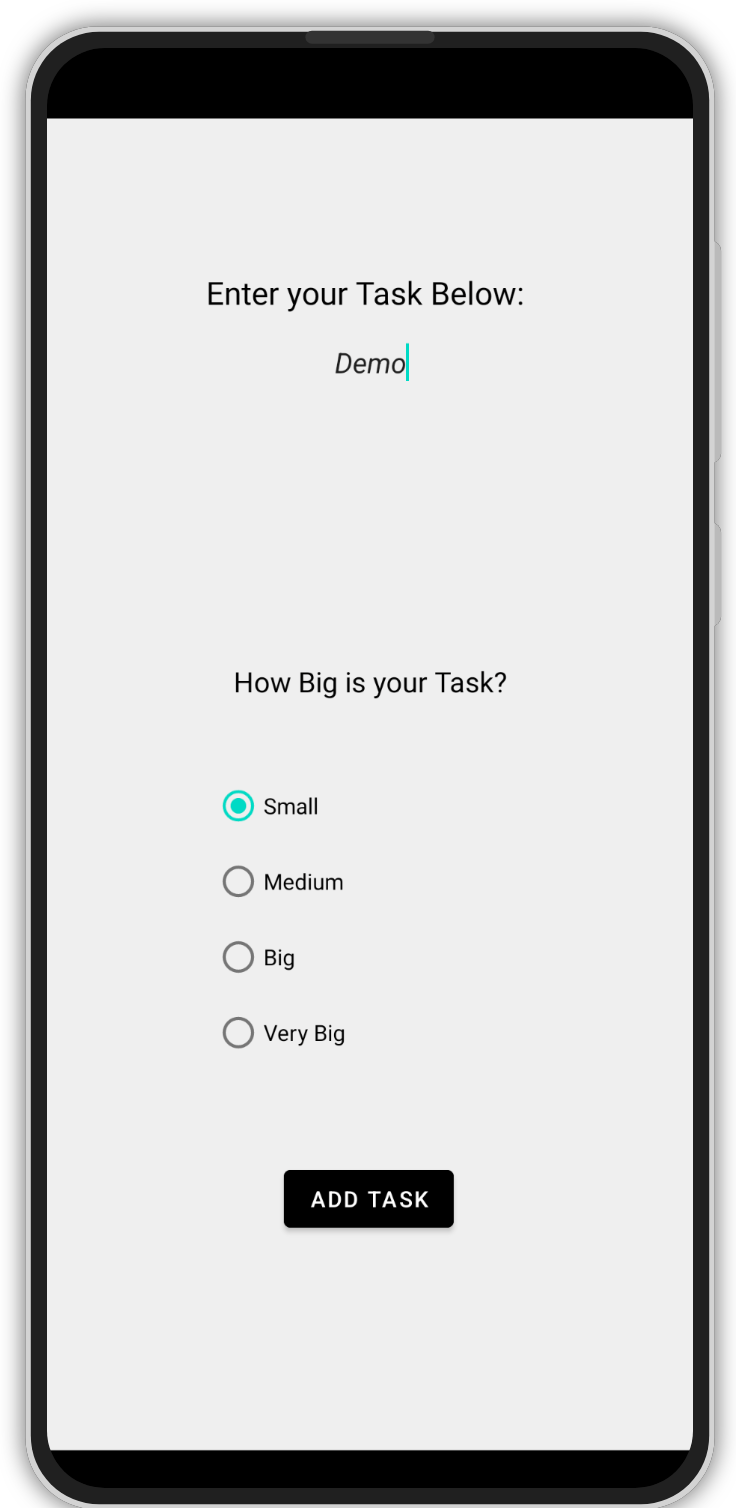 Enter your Task Below:
Demo
How Big is your Task?
Small
Medium
Big
Very Big
ADD TASK